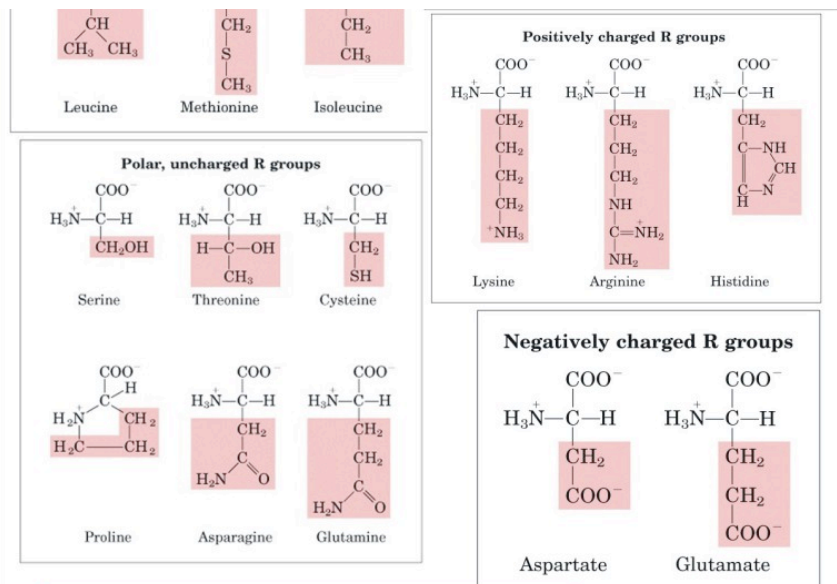 CH
CH₃ CH₃
Leucine
CH₂
S
CH₃
Methionine
CH₂
CH₃
Isoleucine
Polar, uncharged R groups
COO⁻
H₃N⁺—C—H
CH₂OH
Serine
COO⁻
H₃N⁺—C—H
H—C—OH
CH₃
Threonine
COO⁻
H₃N⁺—C—H
CH₂
SH
Cysteine
COO⁻
H
C
H₂N⁺ CH₂
H₂C CH₂
Proline
COO⁻
H₃N⁺—C—H
CH₂
C
H₂N O
Asparagine
COO⁻
H₃N⁺—C—H
CH₂
CH₂
C
H₂N O
Glutamine
Positively charged R groups
COO⁻
H₃N⁺—C—H
CH₂
CH₂
CH₂
CH₂
⁺NH₃
Lysine
COO⁻
H₃N⁺—C—H
CH₂
CH₂
CH₂
NH
C=NH₂⁺
NH₂
Arginine
COO⁻
H₃N⁺—C—H
CH₂
C—NH
CH
C—N
H
Histidine
Negatively charged R groups
COO⁻
H₃N⁺—C—H
CH₂
COO⁻
Aspartate
COO⁻
H₃N⁺—C—H
CH₂
CH₂
COO⁻
Glutamate